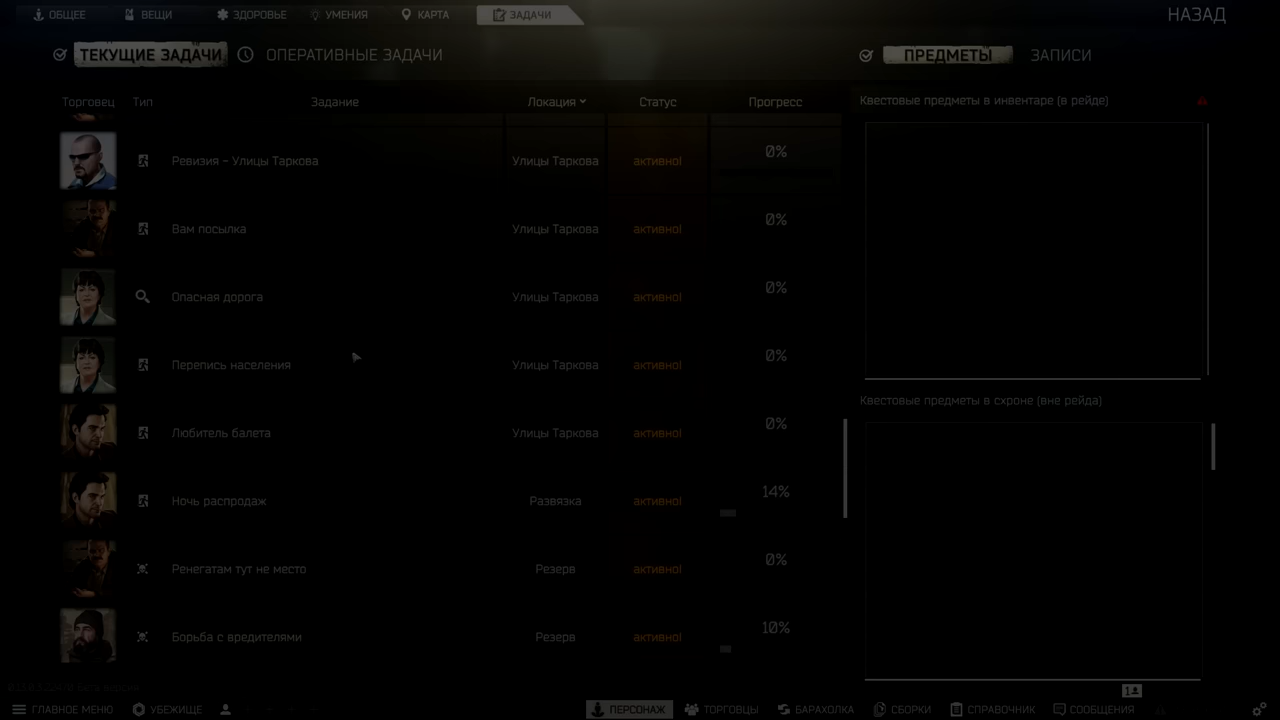 ОБЩЕЕ ВЕЩИ ЗДОРОВЬЕ УМЕНИЯ КАРТА ЗАДАЧИ НАЗАД
ТЕКУЩИЕ ЗАДАЧИ ОПЕРАТИВНЫЕ ЗАДАЧИ ПРЕДМЕТЫ ЗАПИСИ
Торговец Тип Задание Локация Статус Прогресс Квестовые предметы в инвентаре (в рейде)
Ревизия – Улицы Таркова Улицы Таркова активно! 0%
Вам посылка Улицы Таркова активно! 0%
Опасная дорога Улицы Таркова активно! 0%
Перепись населения Улицы Таркова активно! 0%
Квестовые предметы в схроне (вне рейда)
Любитель балета Улицы Таркова активно! 0%
Ночь распродаж Развязка активно! 14%
Ренегатам тут не место Резерв активно! 0%
Борьба с вредителями Резерв активно! 10%
1
ГЛАВНОЕ МЕНЮ УБЕЖИЩЕ ПЕРСОНАЖ ТОРГОВЦЫ БАРАХОЛКА СБОРКИ СПРАВОЧНИК СООБЩЕНИЯ